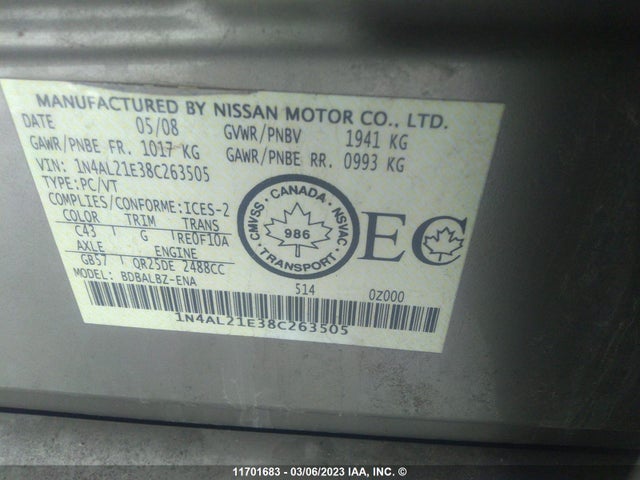 MANUFACTURED BY NISSAN MOTOR CO., LTD.
DATE 05/08 GVWR/PNBV 1941 KG
GAWR/PNBE FR. 1017 KG GAWR/PNBE RR. 0993 KG
VIN: 1N4AL21E38C263505
TYPE:PC/VT
COMPLIES/CONFORME:ICES-2
COLOR TRIM TRANS
C43 G RE0F10A
AXLE ENGINE
GB57 QR25DE 2488CC
MODEL: BDBALBZ-ENA
CANADA
CMVSS NSVAC
986
TRANSPORT
EC
514 0Z000
1N4AL21E38C263505
11701683 - 03/06/2023 © IAA, INC. ©